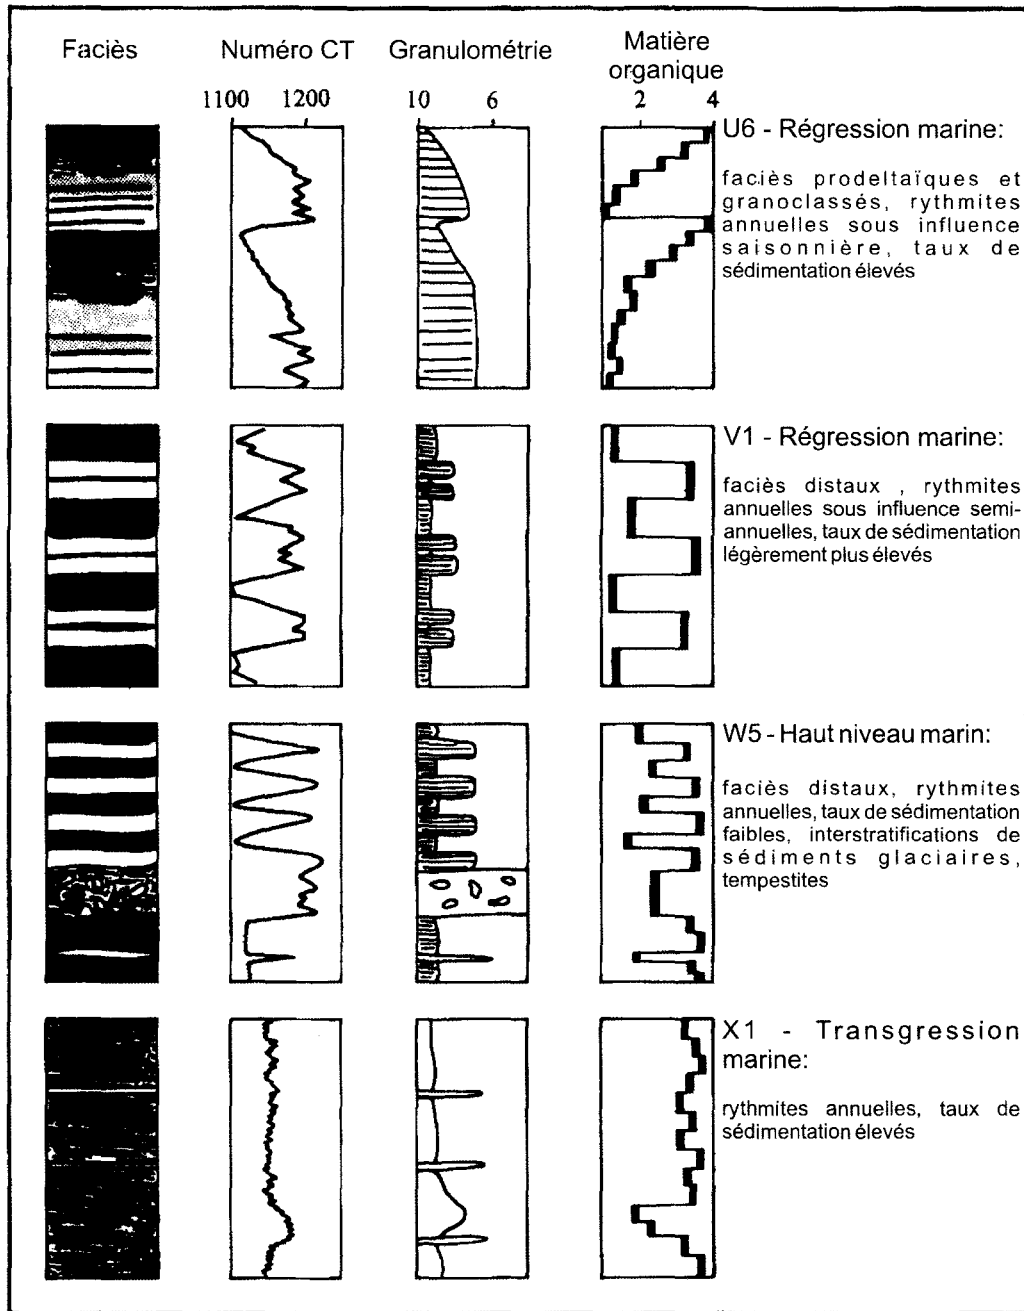 Faciès
Numéro CT
Granulométrie
Matière
organique
1100 1200
10 6
2 4
U6 - Régression marine:
faciès prodeltaïques et
granoclassés, rythmites
annuelles sous influence
saisonnière, taux de
sédimentation élevés
V1 - Régression marine:
faciès distaux , rythmites
annuelles sous influence semi-
annuelles, taux de sédimentation
légèrement plus élevés
W5 - Haut niveau marin:
faciès distaux, rythmites
annuelles, taux de sédimentation
faibles, interstratifications de
sédiments glaciaires,
tempestites
X1 - Transgression
marine:
rythmites annuelles, taux de
sédimentation élevés